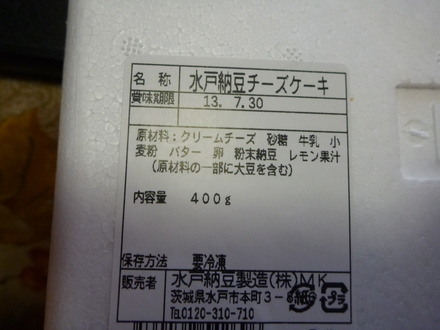 名 称 水戸納豆チーズケーキ
賞味期限 13. 7.30
原材料：クリームチーズ 砂糖 牛乳 小
麦粉 バター 卵 粉末納豆 レモン果汁
（原材料の一部に大豆を含む）
内容量 400g
保存方法 要冷凍
販売者 水戸納豆製造(株)MK
茨城県水戸市本町3－8
℡0120-310-710
プラ